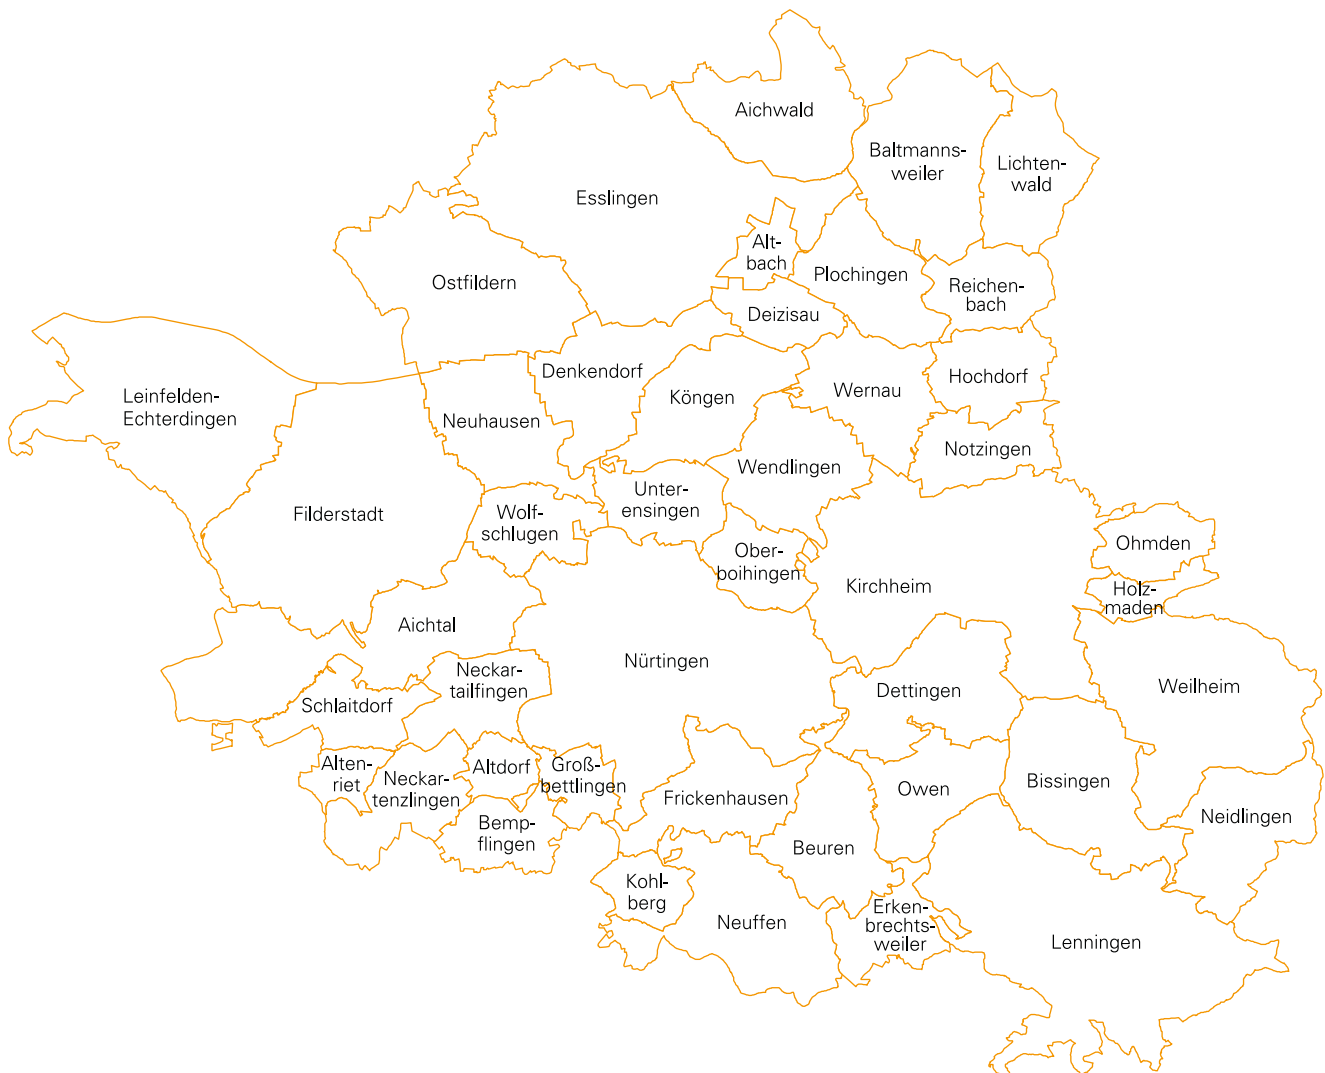 Aichwald
Baltmanns-
weiler
Lichten-
wald
Esslingen
Alt-
bach
Plochingen
Reichen-
bach
Ostfildern
Deizisau
Denkendorf
Köngen
Wernau
Hochdorf
Leinfelden-
Echterdingen
Neuhausen
Notzingen
Wendlingen
Unter-
ensingen
Filderstadt
Wolf-
schlugen
Ober-
boihingen
Ohmden
Kirchheim
Holz-
maden
Aichtal
Nürtingen
Neckar-
tailfingen
Dettingen
Weilheim
Schlaitdorf
Alten-
riet
Neckar-
tenzlingen
Altdorf
Groß-
bettlingen
Frickenhausen
Owen
Bissingen
Neidlingen
Bemp-
flingen
Beuren
Kohl-
berg
Neuffen
Erken-
brechts-
weiler
Lenningen